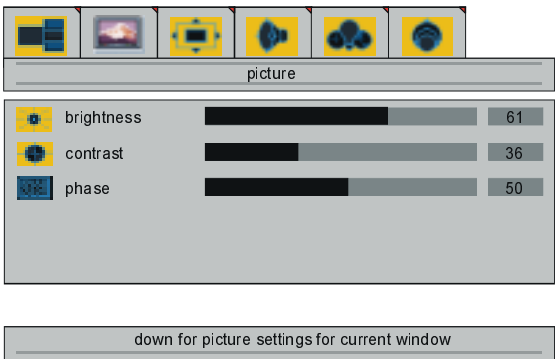 picture
brightness 61
contrast 36
phase 50
down for picture settings for current window